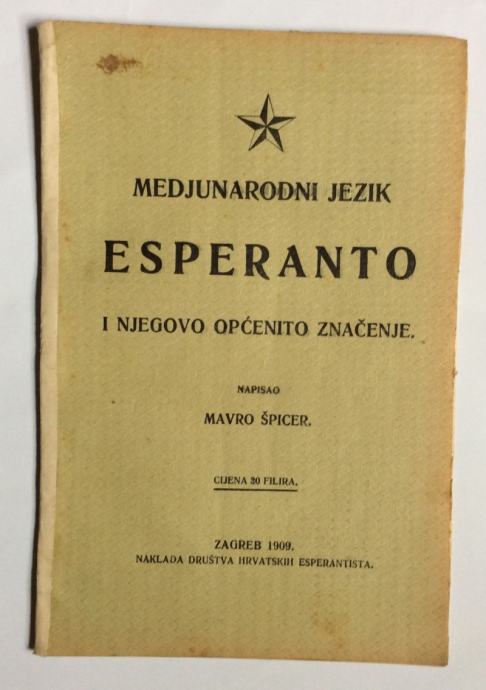 MEDJUNARODNI JEZIK
ESPERANTO
I NJEGOVO OPĆENITO ZNAČENJE.
NAPISAO
MAVRO ŠPICER.
CIJENA 30 FILIRA.
ZAGREB 1909.
NAKLADA DRUŠTVA HRVATSKIH ESPERANTISTA.